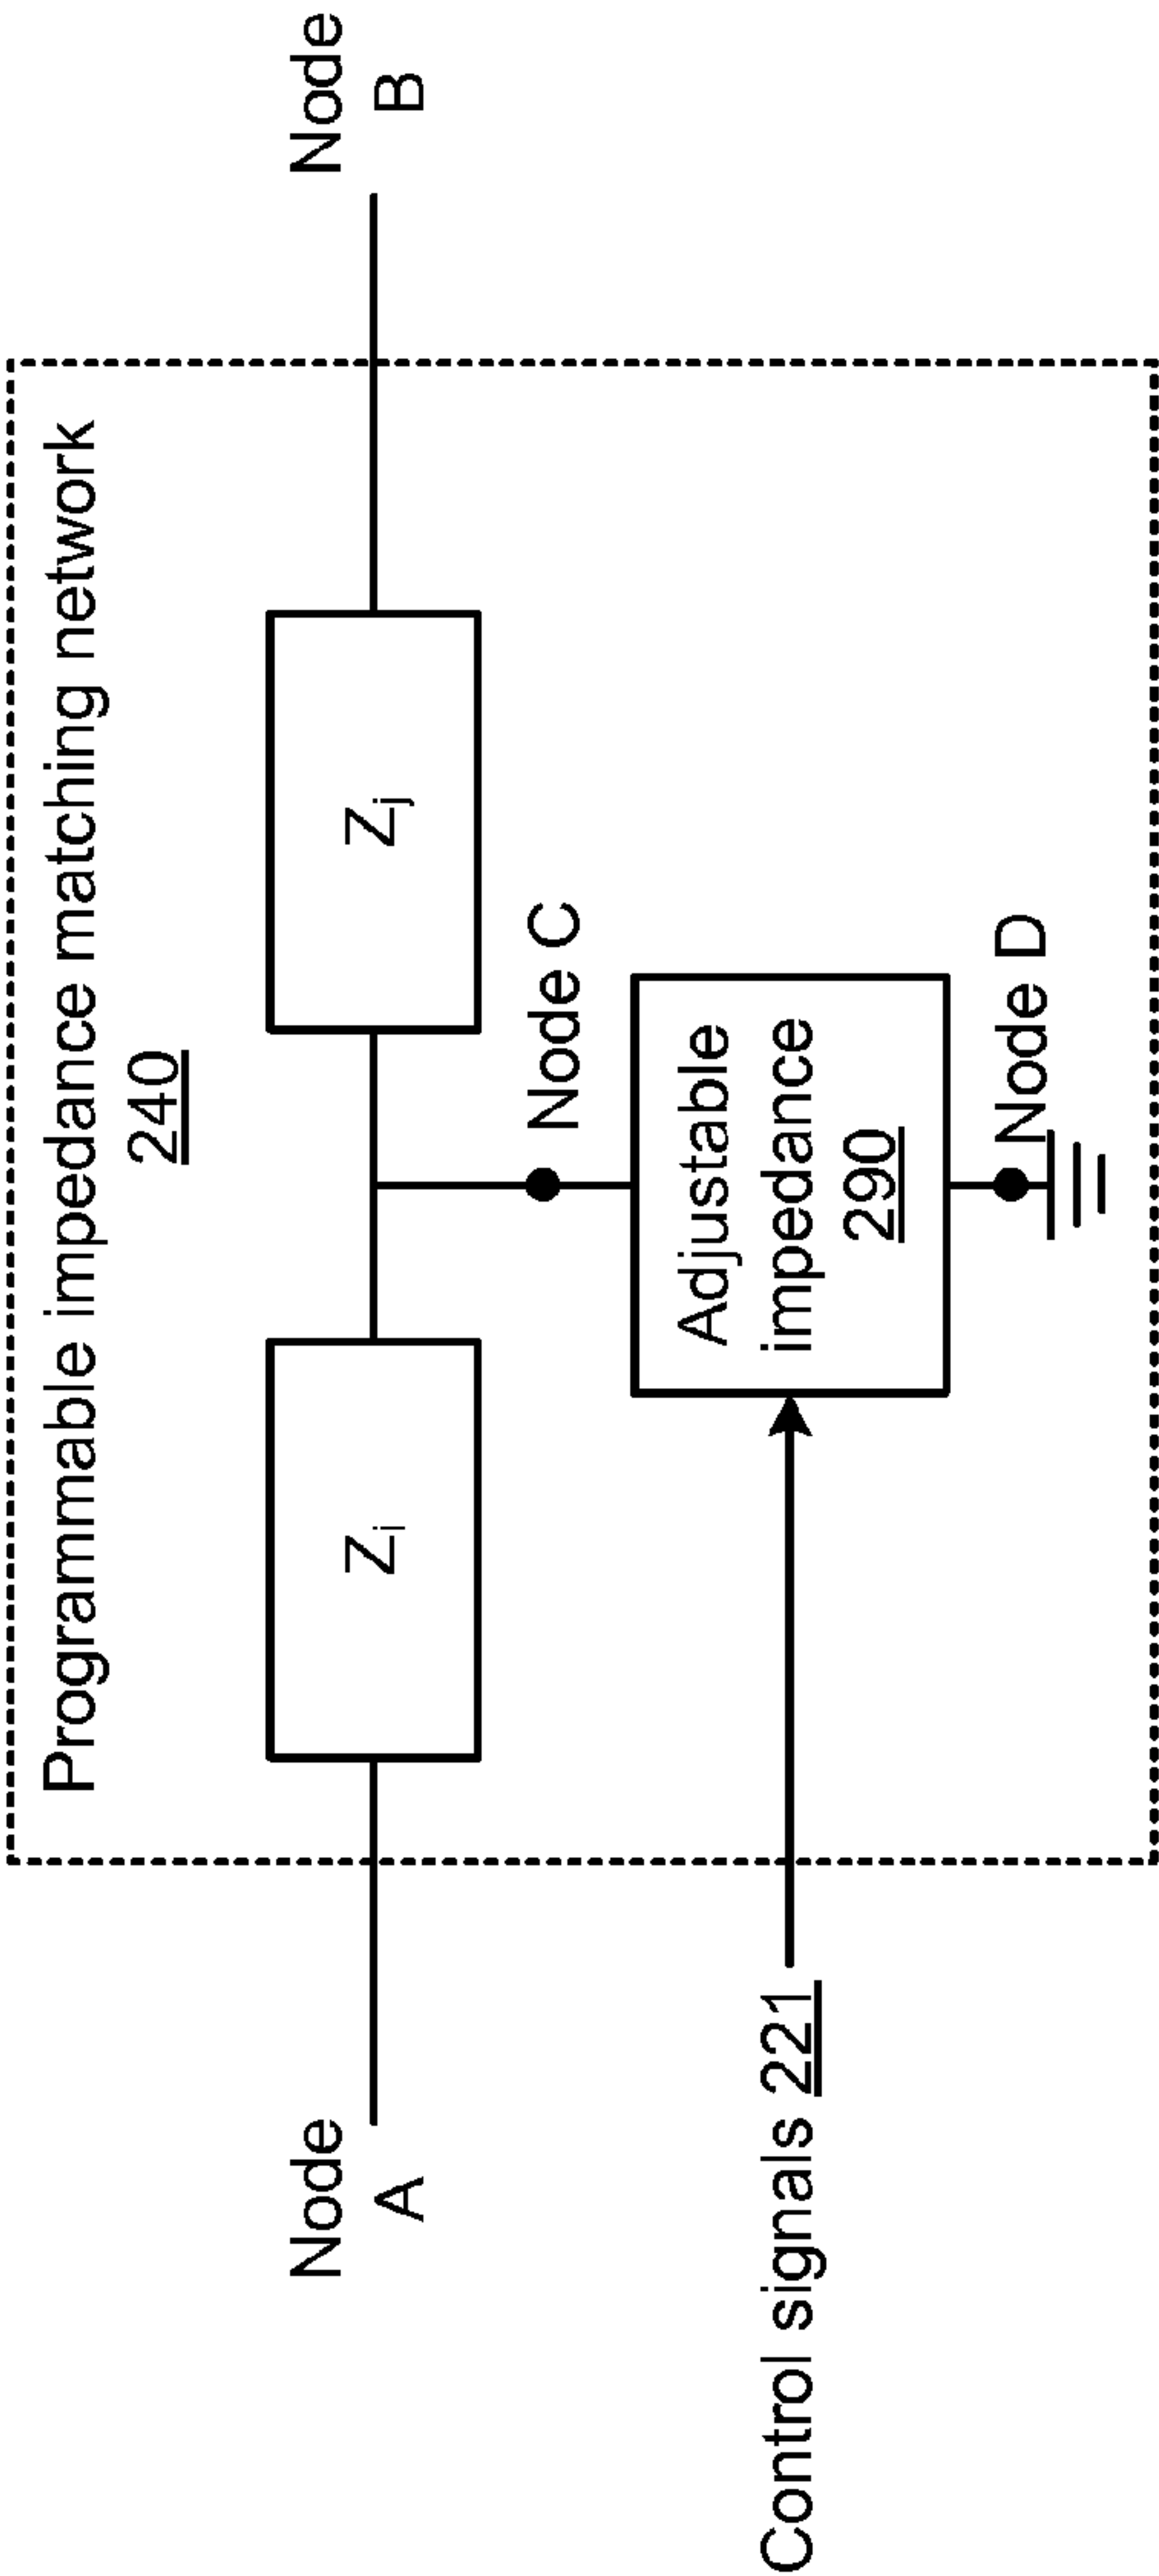 Programmable impedance matching network
240
Node
A
Z_i
Z_j
Node
B
Node C
Adjustable
impedance
290
Control signals 221
Node D